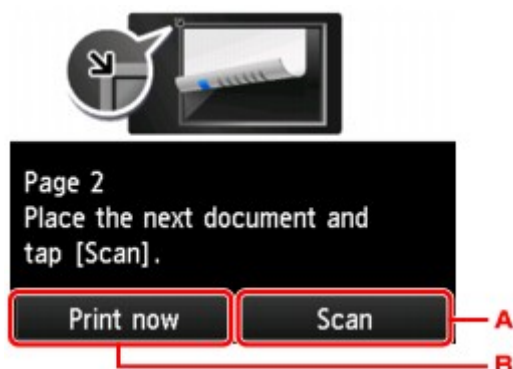 Page 2
Place the next document and
tap [Scan].
Print now
Scan
A
B